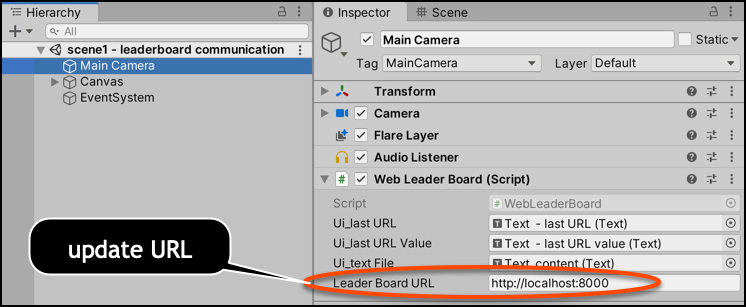 Hierarchy
All
scene1 - leaderboard communication
Main Camera
Canvas
EventSystem
Inspector
Scene
Main Camera
Static
Tag
MainCamera
Layer
Default
Transform
Camera
Flare Layer
Audio Listener
# Web Leader Board (Script)
Script
# WebLeaderBoard
Ui_last URL
T Text - last URL (Text)
Ui_last URL Value
T Text - last URL value (Text)
Ui_text File
T Text content (Text)
Leader Board URL
http://localhost:8000
update URL